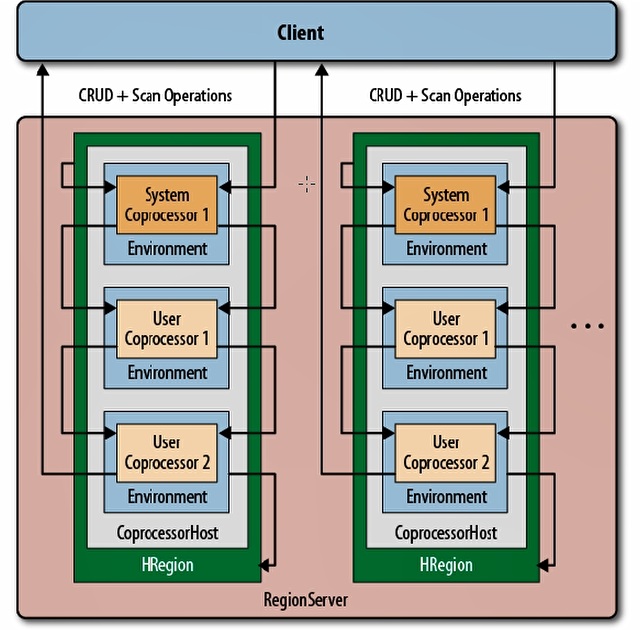 Client
CRUD + Scan Operations
CRUD + Scan Operations
System
Coprocessor 1
Environment
User
Coprocessor 1
Environment
User
Coprocessor 2
Environment
CoprocessorHost
HRegion
System
Coprocessor 1
Environment
User
Coprocessor 1
Environment
User
Coprocessor 2
Environment
CoprocessorHost
HRegion
...
RegionServer